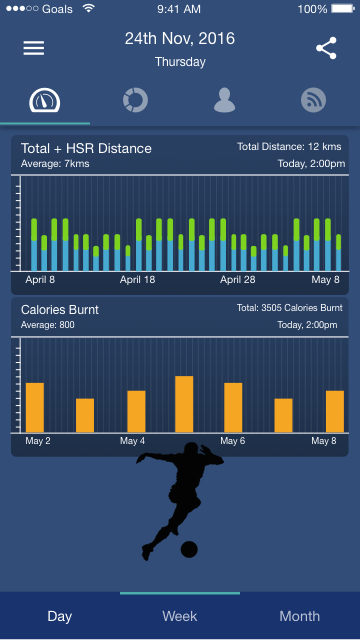 Goals 9:41 AM 100%
24th Nov, 2016
Thursday
Total + HSR Distance Total Distance: 12 kms
Average: 7kms Today, 2:00pm
April 8 April 18 April 28 May 8
Calories Burnt Total: 3505 Calories Burnt
Average: 800 Today, 2:00pm
May 2 May 4 May 6 May 8
Day Week Month